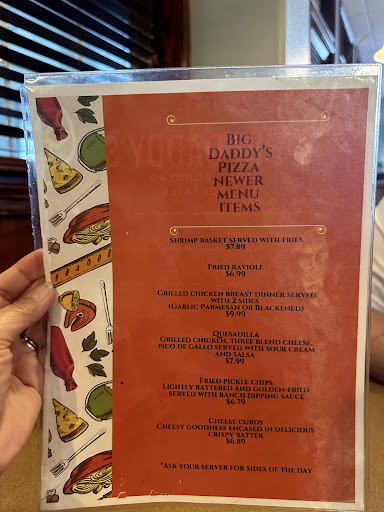 Big
Daddy's
Pizza
newer
menu
items
Shrimp basket served with fries
$7.89
Fried ravioli
$6.99
Grilled chicken breast dinner served
with 2 sides
(Garlic Parmesan or Blackened)
$9.99
Quesadilla
Grilled chicken, three blend cheese,
pico de gallo served with sour cream
and salsa
$7.99
Fried pickle chips
Lightly battered and golden-fried
served with ranch dipping sauce
$6.79
Cheese curds
Cheesy goodness encased in delicious
crispy batter
$6.89
*Ask your server for sides of the day